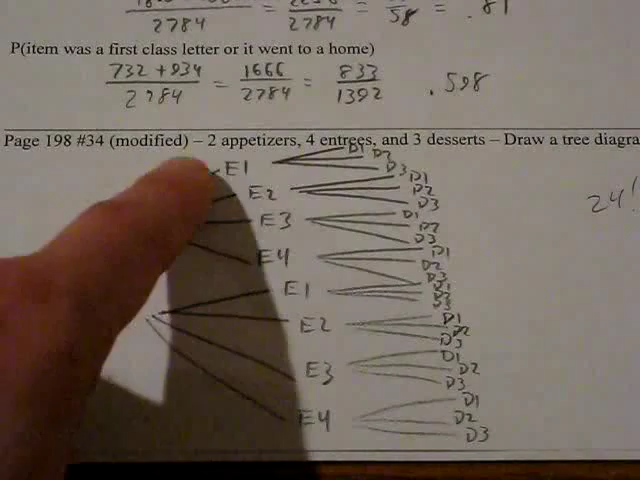 2784 2784 58 .81
P(item was a first class letter or it went to a home)
732 + 934 / 2784 = 1666 / 2784 = 833 / 1392 .598
Page 198 #34 (modified) – 2 appetizers, 4 entrees, and 3 desserts – Draw a tree diagra
E1 D1 D2 D3
E2 D1 D2 D3
E3 D1 D2 D3
E4 D1 D2 D3
E1 D1 D2 D3
E2 D1 D2 D3
E3 D1 D2 D3
E4 D1 D2 D3
24!